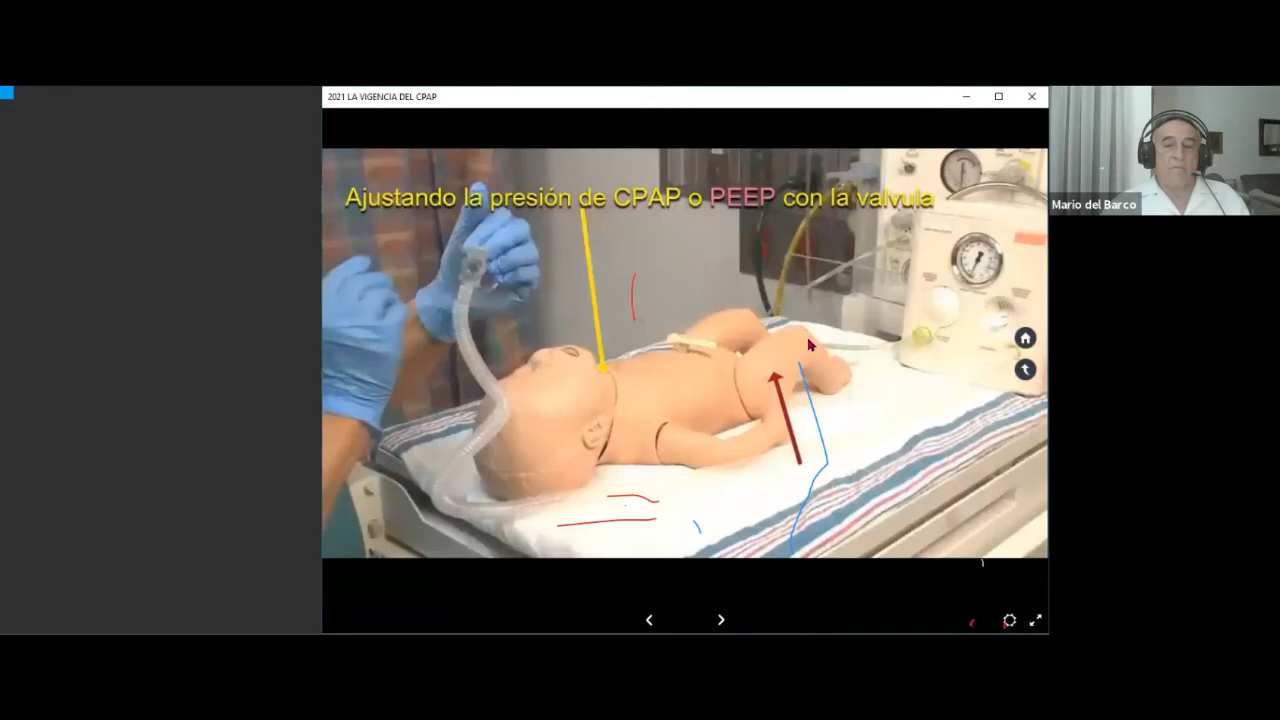 2021 LA VIGENCIA DEL CPAP
Ajustando la presión de CPAP o PEEP con la valvula
Mario del Barco